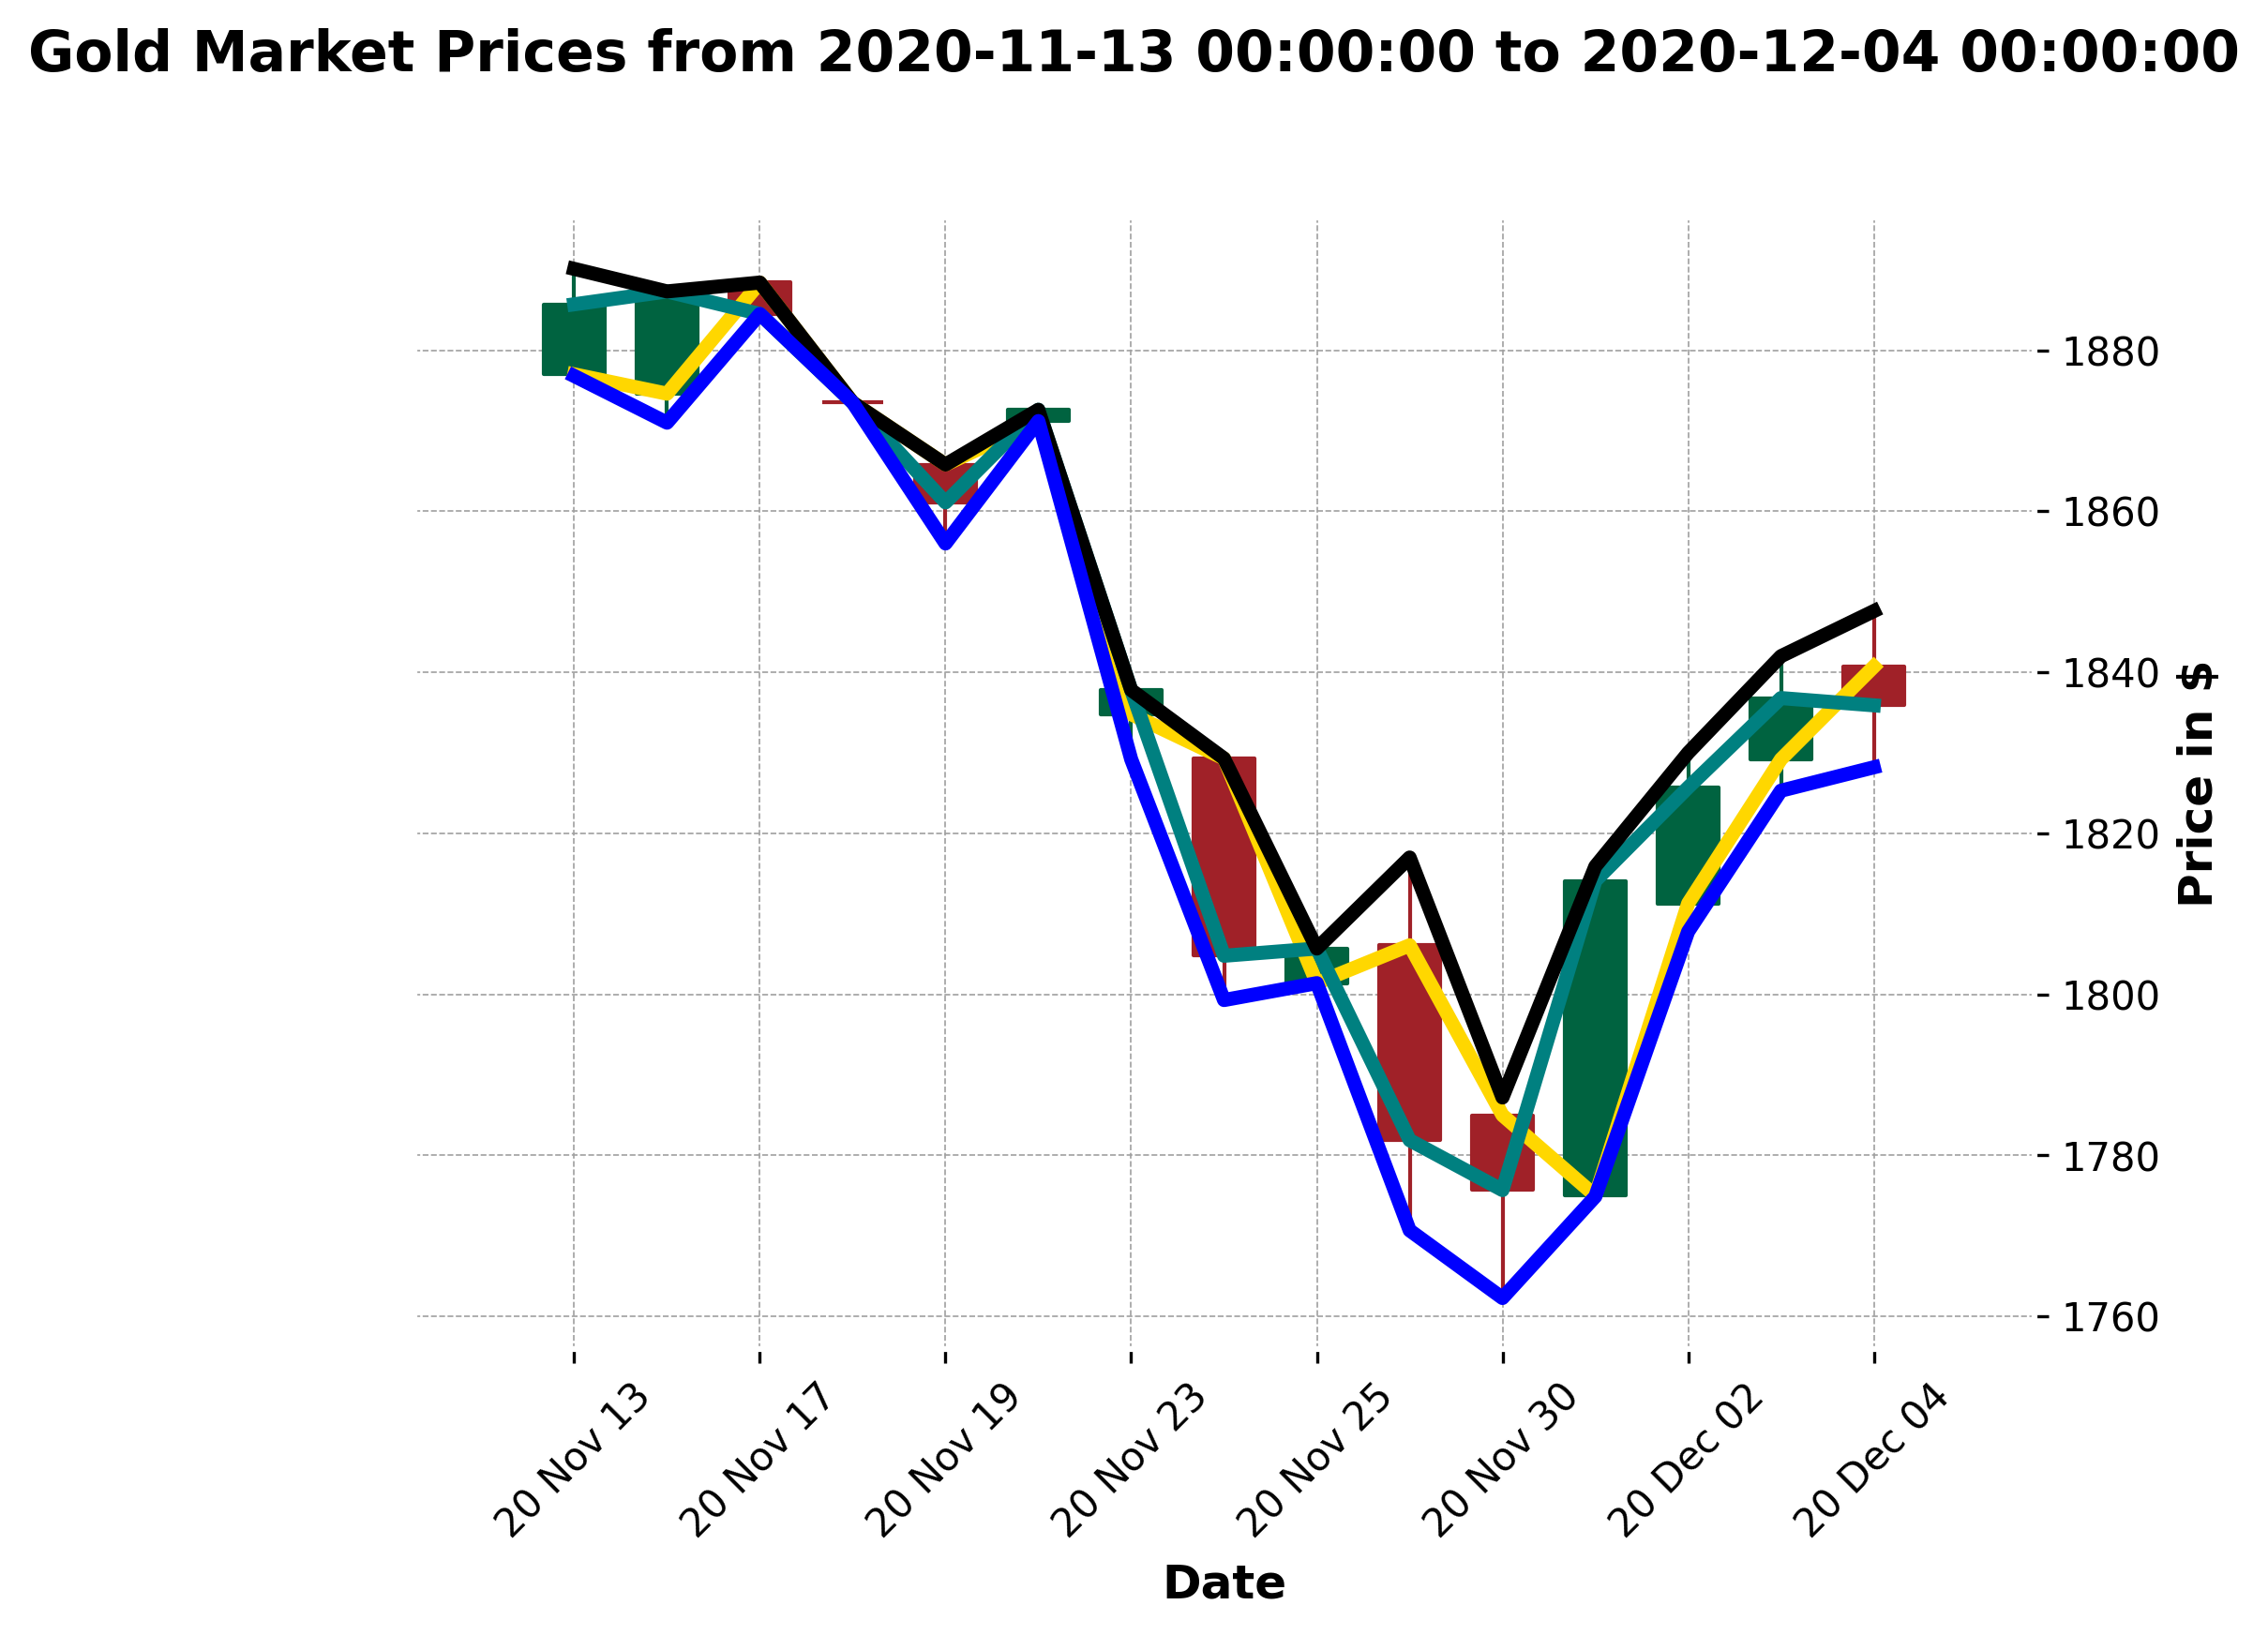 Gold Market Prices from 2020-11-13 00:00:00 to 2020-12-04 00:00:00
1880
1860
1840
1820
1800
1780
1760
Price in $
20 Nov 13
20 Nov 17
20 Nov 19
20 Nov 23
20 Nov 25
20 Nov 30
20 Dec 02
20 Dec 04
Date